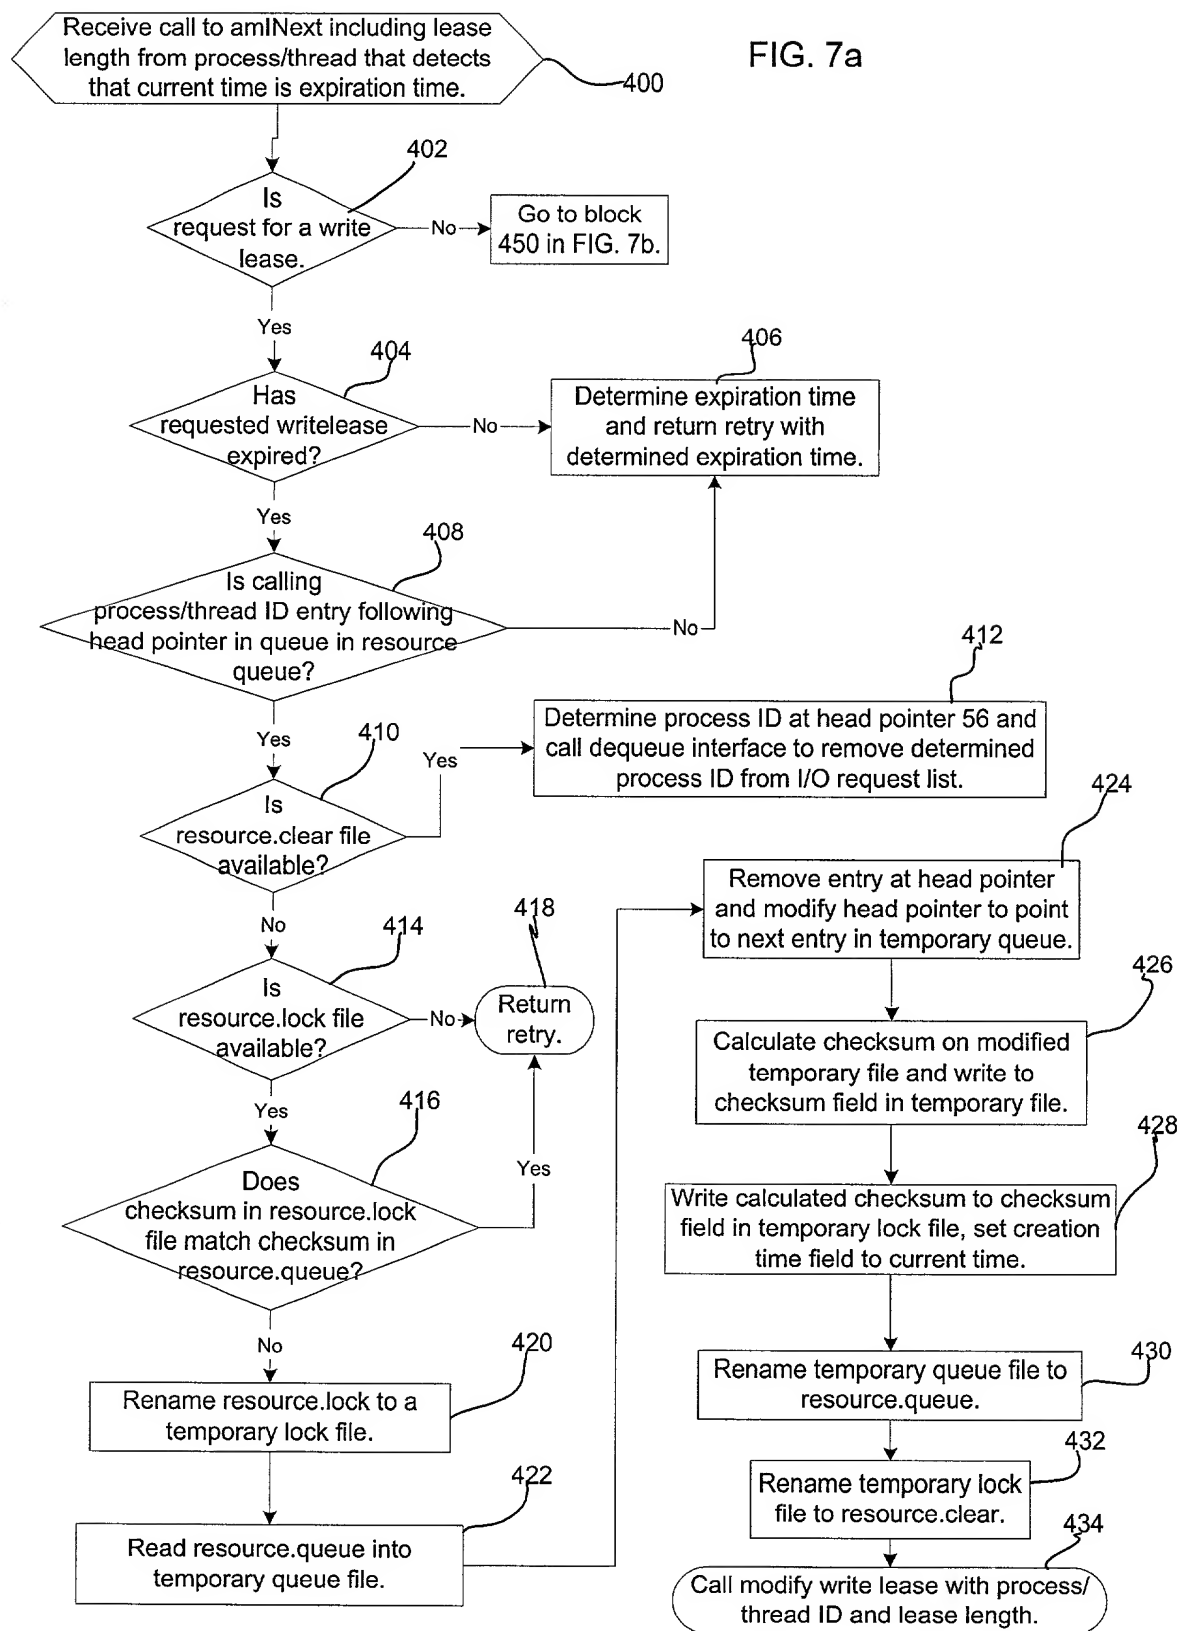 Receive call to amINext including lease
length from process/thread that detects
that current time is expiration time.
FIG. 7a
400
402
Is
request for a write
lease.
No
Go to block
450 in FIG. 7b.
Yes
404
406
Has
requested writelease
expired?
No
Determine expiration time
and return retry with
determined expiration time.
Yes
408
Is calling
process/thread ID entry following
head pointer in queue in resource
queue?
No
412
Yes
410
Yes
Determine process ID at head pointer 56 and
call dequeue interface to remove determined
process ID from I/O request list.
Is
resource.clear file
available?
424
Remove entry at head pointer
and modify head pointer to point
to next entry in temporary queue.
No
414
418
Is
resource.lock file
available?
No
Return
retry.
426
Calculate checksum on modified
temporary file and write to
checksum field in temporary file.
Yes
416
Yes
428
Does
checksum in resource.lock
file match checksum in
resource.queue?
Write calculated checksum to checksum
field in temporary lock file, set creation
time field to current time.
No
420
430
Rename resource.lock to a
temporary lock file.
Rename temporary queue file to
resource.queue.
422
432
Read resource.queue into
temporary queue file.
Rename temporary lock
file to resource.clear.
434
Call modify write lease with process/
thread ID and lease length.